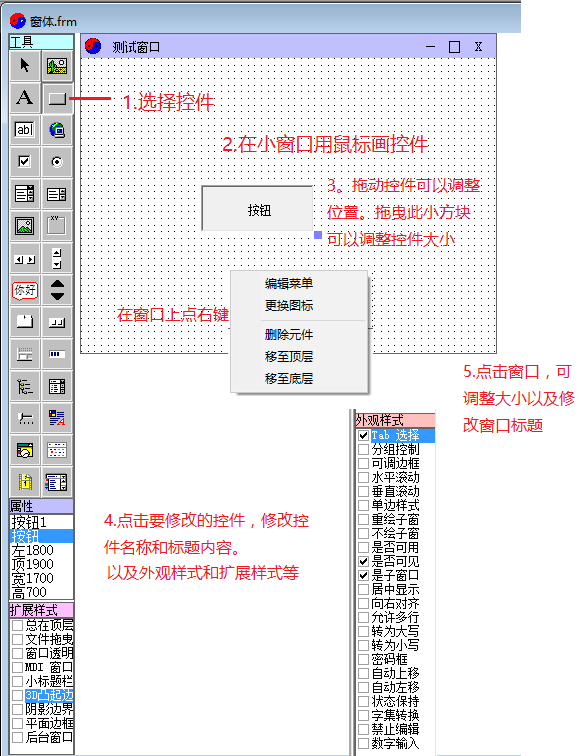 窗体.frm
工具
测试窗口
A
1.选择控件
ab
2.在小窗口用鼠标画控件
3。拖动控件可以调整
位置。拖曳此小方块
可以调整控件大小
按钮
xv
你好
编辑菜单
更换图标
在窗口上点右键
删除元件
移至顶层
移至底层
5.点击窗口，可
调整大小以及修
改窗口标题
外观样式
Tab 选择
分组控制
可调边框
水平滚动
垂直滚动
单边样式
重绘子窗
不绘子窗
是否可用
是否可见
是子窗口
居中显示
向右对齐
允许多行
转为大写
转为小写
密码框
自动上移
自动左移
状态保持
字集转换
禁止编辑
数字输入
4.点击要修改的控件，修改控
件名称和标题内容。
以及外观样式和扩展样式等
属性
按钮1
按钮
左1800
顶1900
宽1700
高700
扩展样式
总在顶层
文件拖曳
窗口透明
MDI 窗口
小标题栏
3D凸起边
阴影边界
平面边框
后台窗口